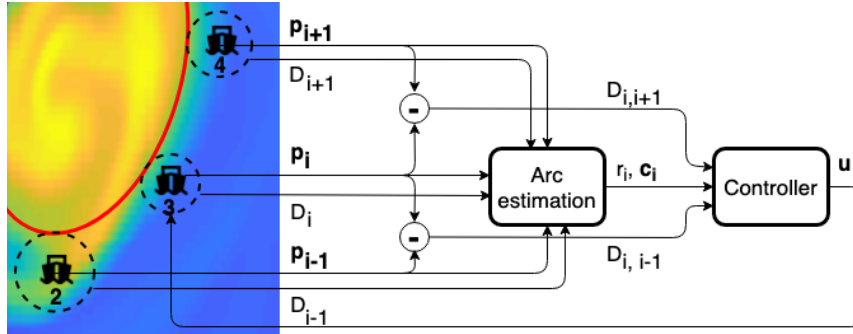 p_{i+1}
4
D_{i+1}
-
D_{i,i+1}
p_i
3
Arc
estimation
r_i, c_i
Controller
u
D_i
-
p_{i-1}
D_{i, i-1}
2
D_{i-1}